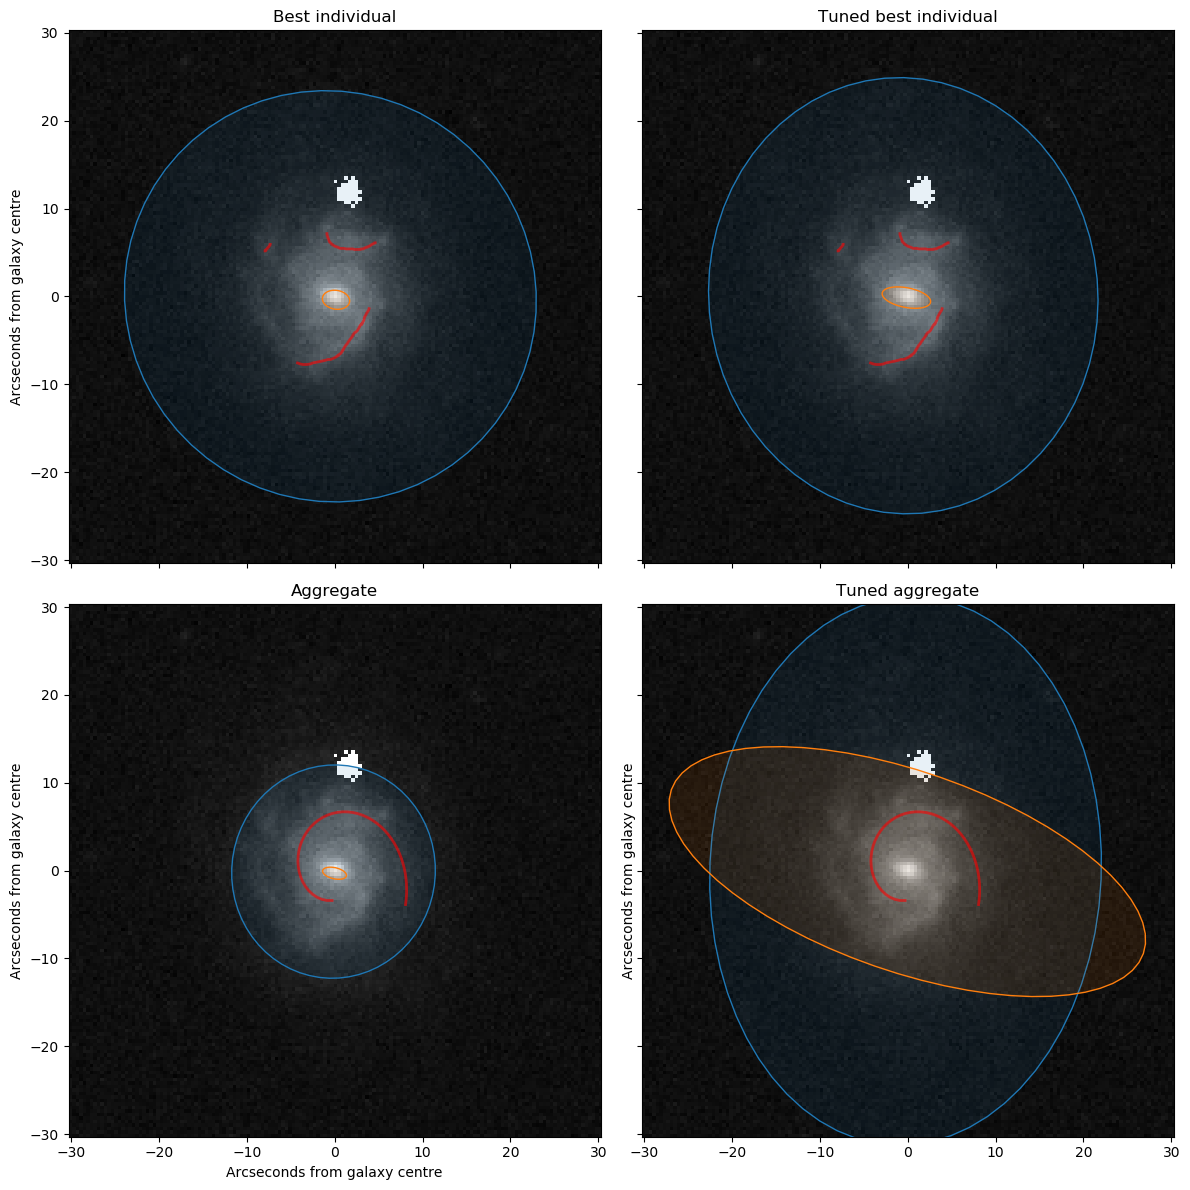 Best individual
Tuned best individual
30
20
10
0
−10
−20
−30
Arcseconds from galaxy centre
Aggregate
Tuned aggregate
30
20
10
0
−10
−20
−30
Arcseconds from galaxy centre
Arcseconds from galaxy centre
−30 −20 −10 0 10 20 30
−30 −20 −10 0 10 20 30
Arcseconds from galaxy centre